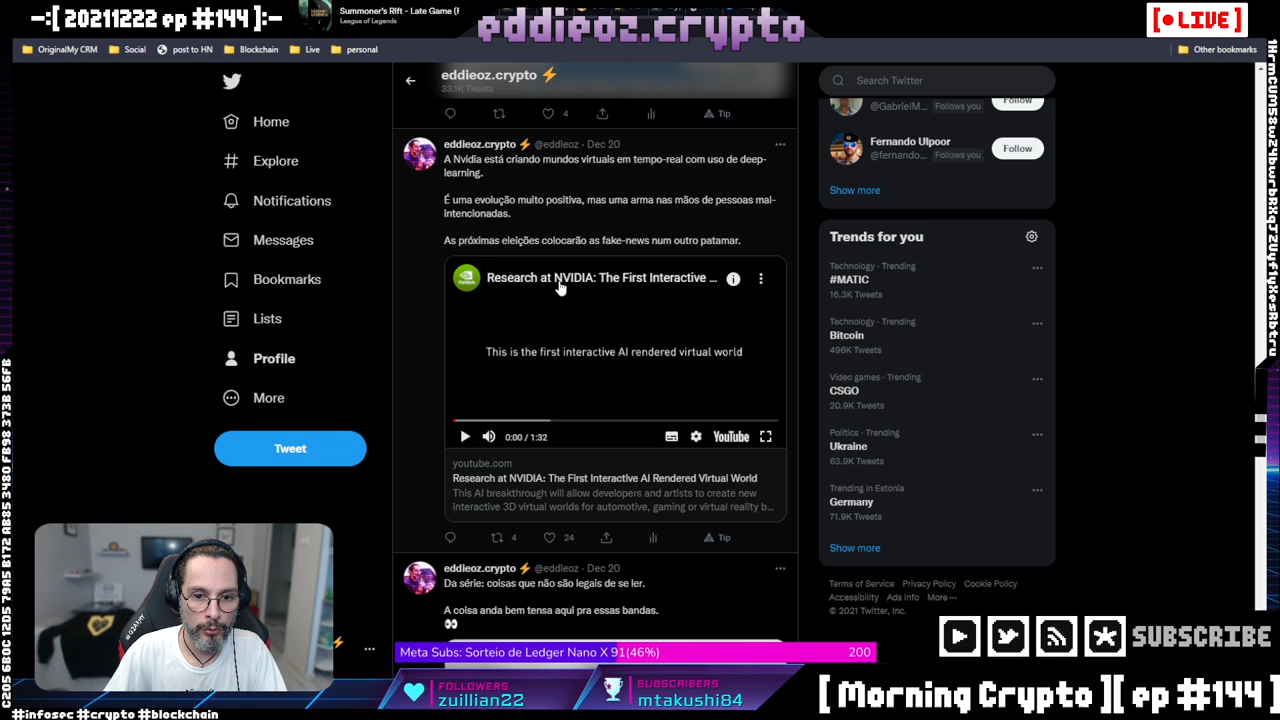 -:[ 20211222 ep #144 ]:-
Summoner's Rift - Late Game (F
League of Legends
eddieoz.crypto
[ LIVE ]
OriginalMy CRM
Social
post to HN
Blockchain
Live
personal
Other bookmarks
Home
Explore
Notifications
Messages
Bookmarks
Lists
Profile
More
Tweet
eddieoz.crypto ⚡
33.1K Tweets
4
Tip
eddieoz.crypto ⚡ @eddieoz · Dec 20
A Nvidia está criando mundos virtuais em tempo-real com uso de deep-
learning.
É uma evolução muito positiva, mas uma arma nas mãos de pessoas mal-
intencionadas.
As próximas eleições colocarão as fake-news num outro patamar.
Research at NVIDIA: The First Interactive ...
This is the first interactive AI rendered virtual world
0:00 / 1:32
YouTube
youtube.com
Research at NVIDIA: The First Interactive AI Rendered Virtual World
This AI breakthrough will allow developers and artists to create new
interactive 3D virtual worlds for automotive, gaming or virtual reality b...
4
24
Tip
eddieoz.crypto ⚡ @eddieoz · Dec 20
Da série: coisas que não são legais de se ler.
A coisa anda bem tensa aqui pra essas bandas.
👀
Search Twitter
@GabrielM...
Follows you
Follow
Fernando Ulpoor
@fernando...
Follows you
Follow
Show more
Trends for you
Technology · Trending
#MATIC
16.3K Tweets
Technology · Trending
Bitcoin
496K Tweets
Video games · Trending
CSGO
20.9K Tweets
Politics · Trending
Ukraine
63.9K Tweets
Trending in Estonia
Germany
71.9K Tweets
Show more
Terms of Service Privacy Policy Cookie Policy
Accessibility Ads info More ···
© 2021 Twitter, Inc.
SUBSCRIBE
Meta Subs: Sorteio de Ledger Nano X 91(46%)
200
FOLLOWERS
zuillian22
SUBSCRIBERS
mtakushi84
[ Morning Crypto ][ ep #144 ]
#infosec #crypto #blockchain